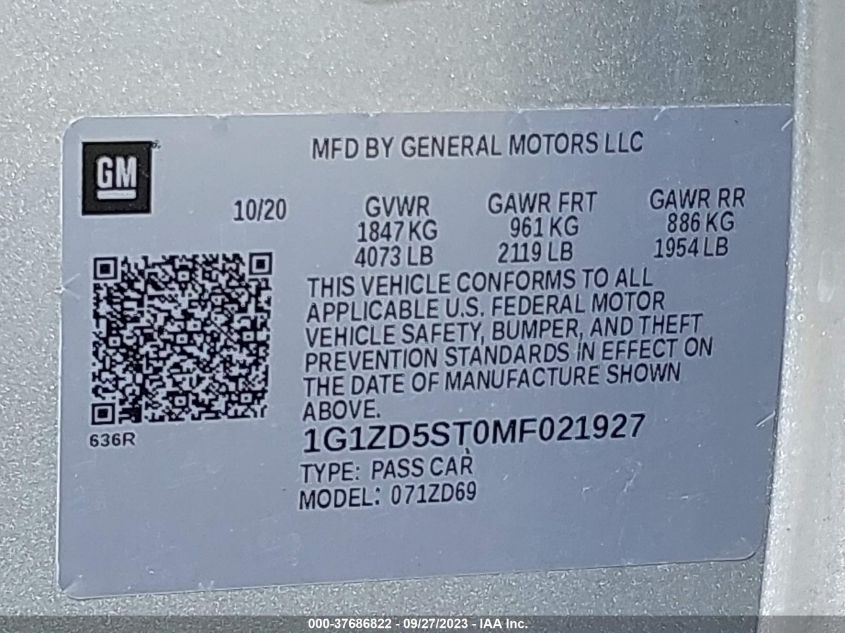 MFD BY GENERAL MOTORS LLC
GM
10/20 GVWR GAWR FRT GAWR RR
1847 KG 961 KG 886 KG
4073 LB 2119 LB 1954 LB
THIS VEHICLE CONFORMS TO ALL
APPLICABLE U.S. FEDERAL MOTOR
VEHICLE SAFETY, BUMPER, AND THEFT
PREVENTION STANDARDS IN EFFECT ON
THE DATE OF MANUFACTURE SHOWN
ABOVE.
636R
1G1ZD5ST0MF021927
TYPE: PASS CAR
MODEL: 071ZD69
000-37686822 - 09/27/2023 - IAA Inc.